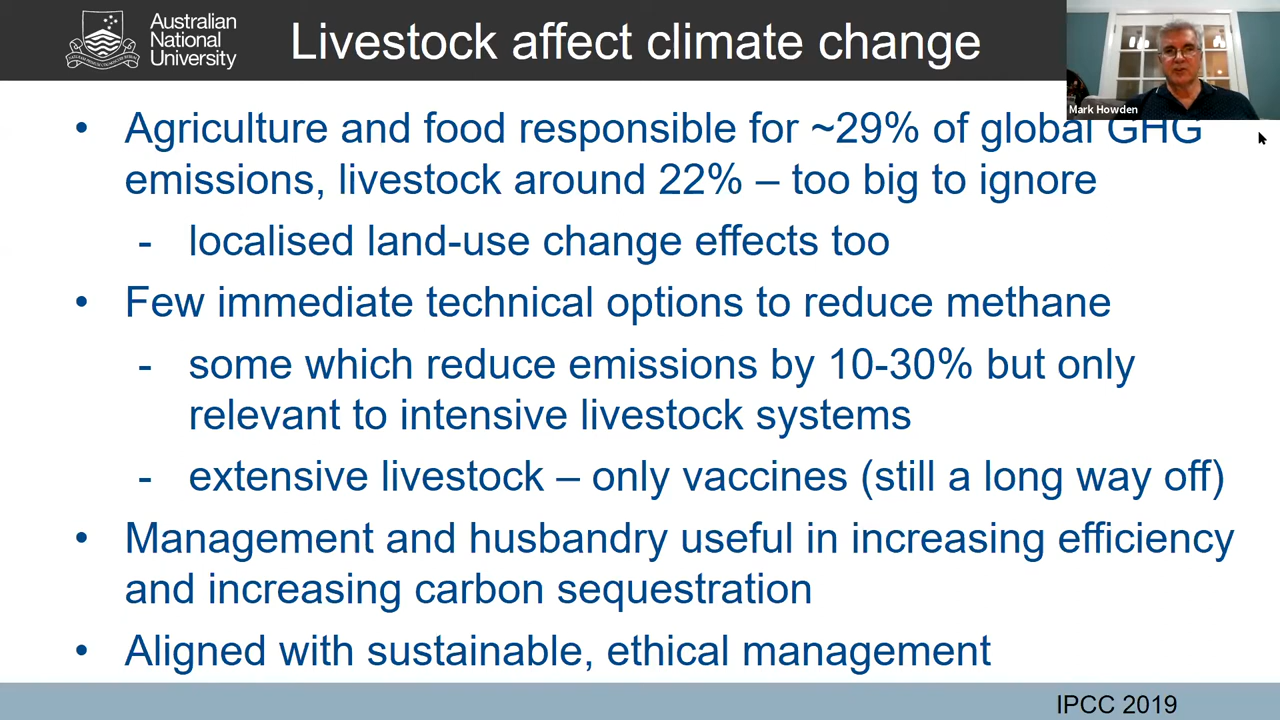 Australian
National
University
Livestock affect climate change
Mark Howden
• Agriculture and food responsible for ~29% of global GHG
emissions, livestock around 22% – too big to ignore
- localised land-use change effects too
• Few immediate technical options to reduce methane
- some which reduce emissions by 10-30% but only
relevant to intensive livestock systems
- extensive livestock – only vaccines (still a long way off)
• Management and husbandry useful in increasing efficiency
and increasing carbon sequestration
• Aligned with sustainable, ethical management
IPCC 2019